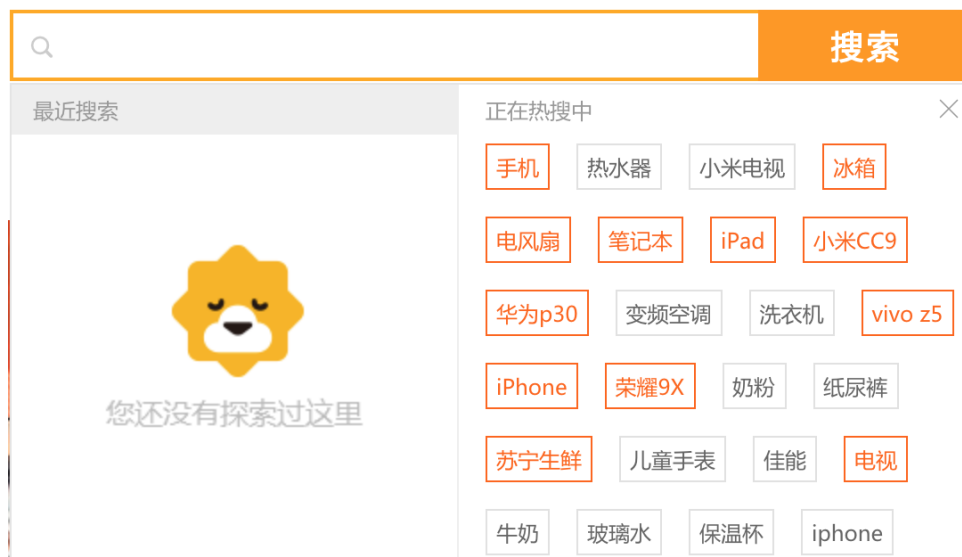 搜索
最近搜索
正在热搜中
您还没有探索过这里
手机 热水器 小米电视 冰箱
电风扇 笔记本 iPad 小米CC9
华为p30 变频空调 洗衣机 vivo z5
iPhone 荣耀9X 奶粉 纸尿裤
苏宁生鲜 儿童手表 佳能 电视
牛奶 玻璃水 保温杯 iphone